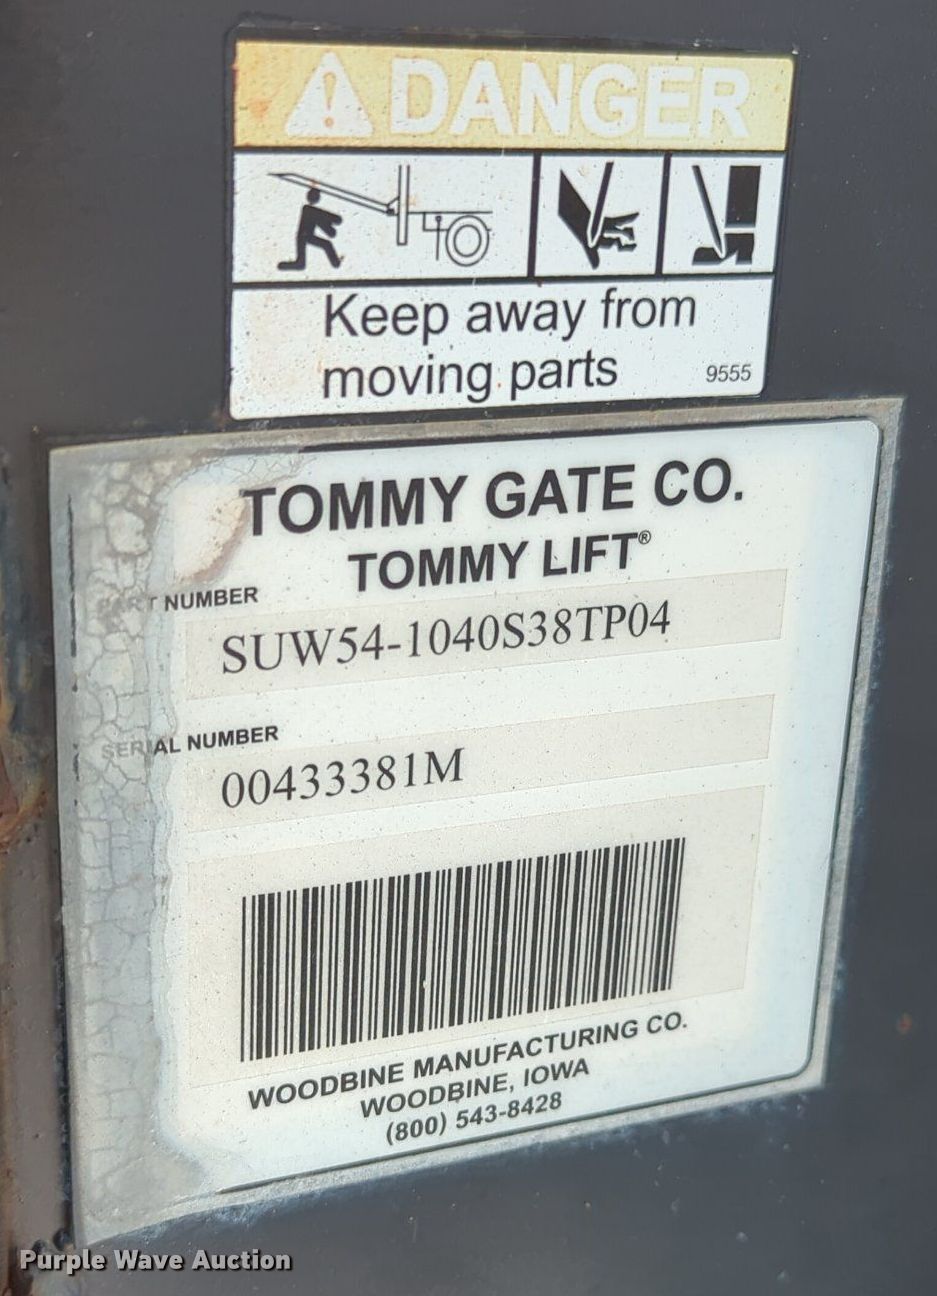 DANGER
Keep away from
moving parts
9555
TOMMY GATE CO.
TOMMY LIFT®
PART NUMBER
SUW54-1040S38TP04
SERIAL NUMBER
00433381M
WOODBINE MANUFACTURING CO.
WOODBINE, IOWA
(800) 543-8428
Purple Wave Auction